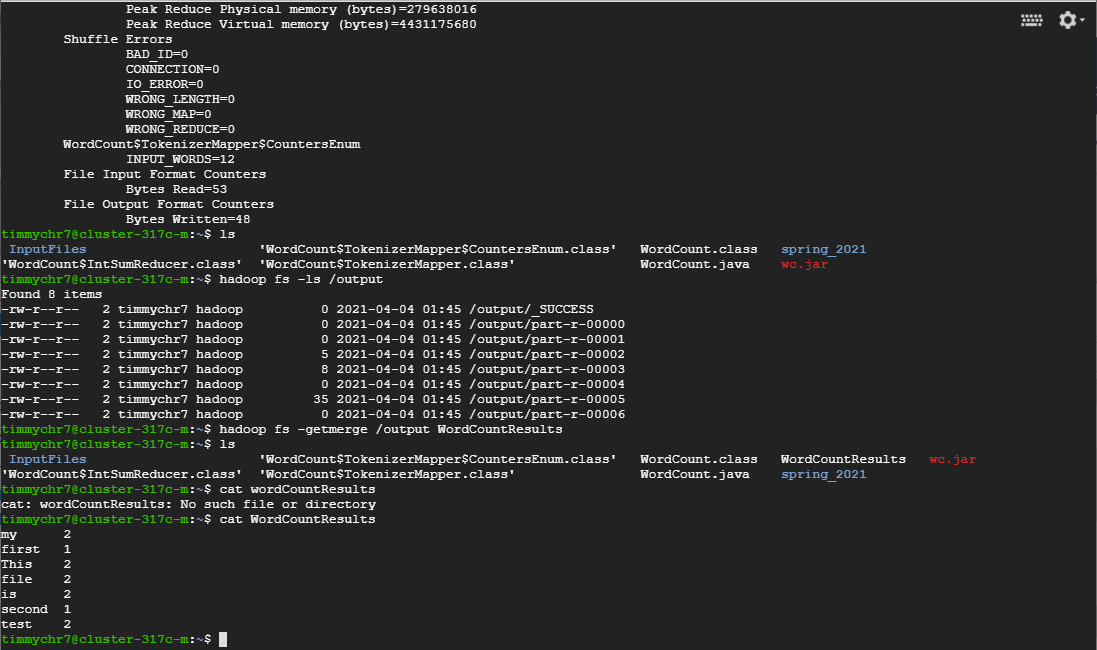 Peak Reduce Physical memory (bytes)=279638016
Peak Reduce Virtual memory (bytes)=4431175680
Shuffle Errors
BAD_ID=0
CONNECTION=0
IO_ERROR=0
WRONG_LENGTH=0
WRONG_MAP=0
WRONG_REDUCE=0
WordCount$TokenizerMapper$CountersEnum
INPUT_WORDS=12
File Input Format Counters
Bytes Read=53
File Output Format Counters
Bytes Written=48
timmychr7@cluster-317c-m:~$ ls
InputFiles 'WordCount$TokenizerMapper$CountersEnum.class' WordCount.class spring_2021
'WordCount$IntSumReducer.class' 'WordCount$TokenizerMapper.class' WordCount.java wc.jar
timmychr7@cluster-317c-m:~$ hadoop fs -ls /output
Found 8 items
-rw-r--r-- 2 timmychr7 hadoop 0 2021-04-04 01:45 /output/_SUCCESS
-rw-r--r-- 2 timmychr7 hadoop 0 2021-04-04 01:45 /output/part-r-00000
-rw-r--r-- 2 timmychr7 hadoop 0 2021-04-04 01:45 /output/part-r-00001
-rw-r--r-- 2 timmychr7 hadoop 5 2021-04-04 01:45 /output/part-r-00002
-rw-r--r-- 2 timmychr7 hadoop 8 2021-04-04 01:45 /output/part-r-00003
-rw-r--r-- 2 timmychr7 hadoop 0 2021-04-04 01:45 /output/part-r-00004
-rw-r--r-- 2 timmychr7 hadoop 35 2021-04-04 01:45 /output/part-r-00005
-rw-r--r-- 2 timmychr7 hadoop 0 2021-04-04 01:45 /output/part-r-00006
timmychr7@cluster-317c-m:~$ hadoop fs -getmerge /output WordCountResults
timmychr7@cluster-317c-m:~$ ls
InputFiles 'WordCount$TokenizerMapper$CountersEnum.class' WordCount.class WordCountResults wc.jar
'WordCount$IntSumReducer.class' 'WordCount$TokenizerMapper.class' WordCount.java spring_2021
timmychr7@cluster-317c-m:~$ cat wordCountResults
cat: wordCountResults: No such file or directory
timmychr7@cluster-317c-m:~$ cat WordCountResults
my 2
first 1
This 2
file 2
is 2
second 1
test 2
timmychr7@cluster-317c-m:~$